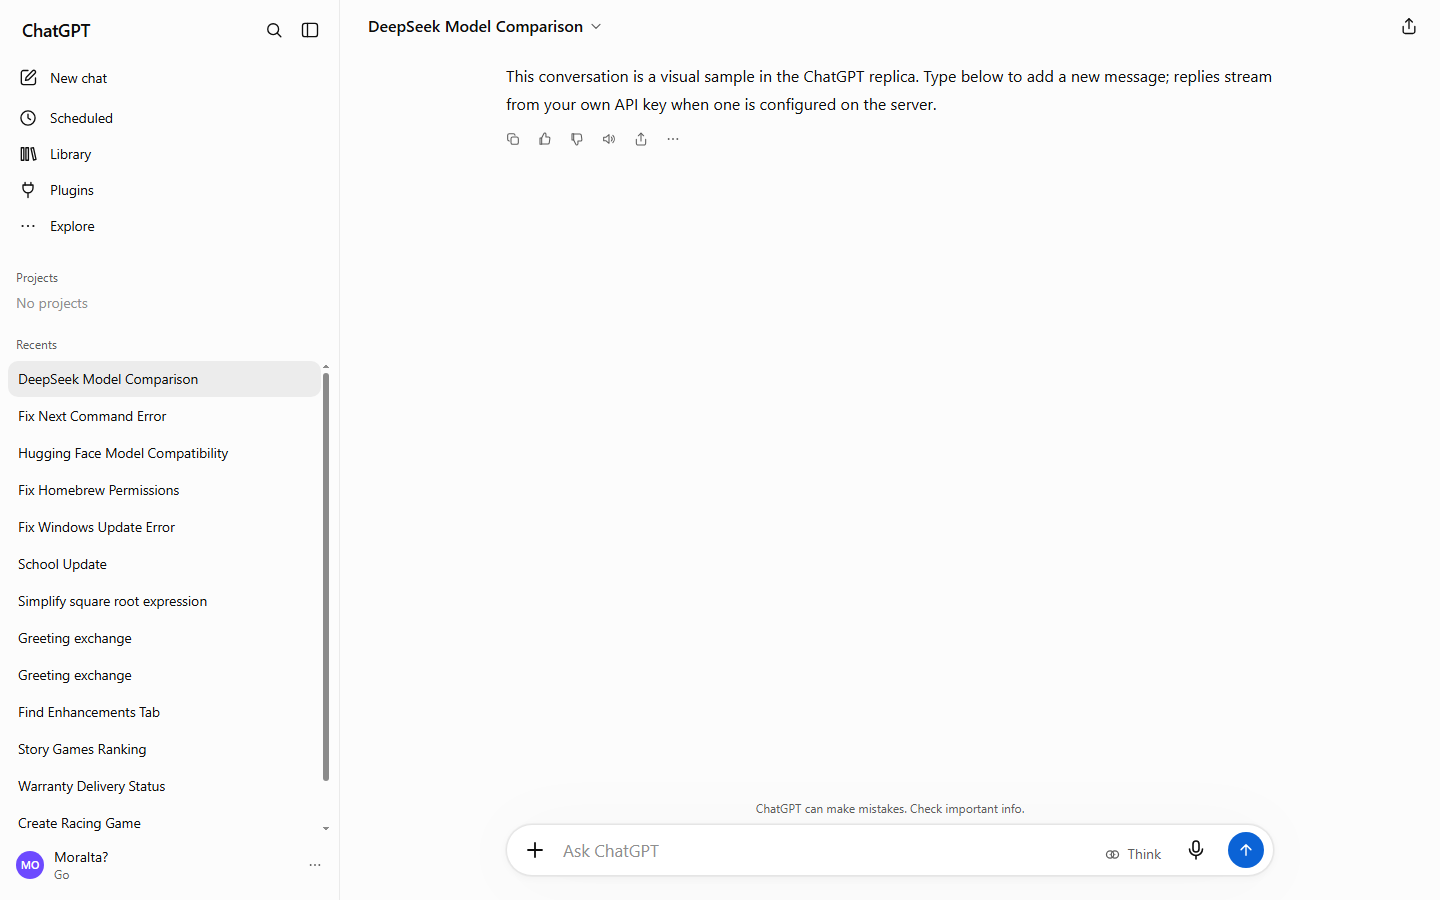 ChatGPT
New chat
Scheduled
Library
Plugins
Explore
Projects
No projects
Recents
DeepSeek Model Comparison
Fix Next Command Error
Hugging Face Model Compatibility
Fix Homebrew Permissions
Fix Windows Update Error
School Update
Simplify square root expression
Greeting exchange
Greeting exchange
Find Enhancements Tab
Story Games Ranking
Warranty Delivery Status
Create Racing Game
MO
Moralta?
Go
DeepSeek Model Comparison
This conversation is a visual sample in the ChatGPT replica. Type below to add a new message; replies stream
from your own API key when one is configured on the server.
ChatGPT can make mistakes. Check important info.
Ask ChatGPT
Think